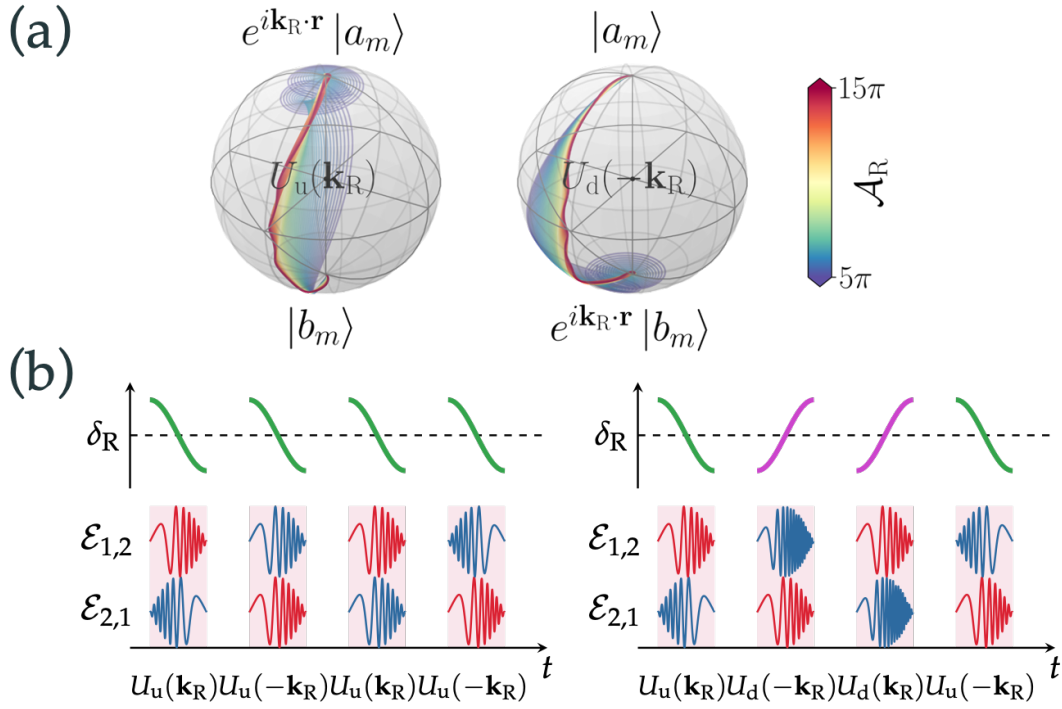 (a)
e^{i𝐤_R·𝐫} |a_m⟩
|a_m⟩
U_u(𝐤_R)
U_d(−𝐤_R)
|b_m⟩
e^{i𝐤_R·𝐫} |b_m⟩
15π
𝒜_R
5π
(b)
δ_R
ℰ_{1,2}
ℰ_{2,1}
t
U_u(𝐤_R) U_u(−𝐤_R) U_u(𝐤_R) U_u(−𝐤_R)
δ_R
ℰ_{1,2}
ℰ_{2,1}
t
U_u(𝐤_R) U_d(−𝐤_R) U_d(𝐤_R) U_u(−𝐤_R)